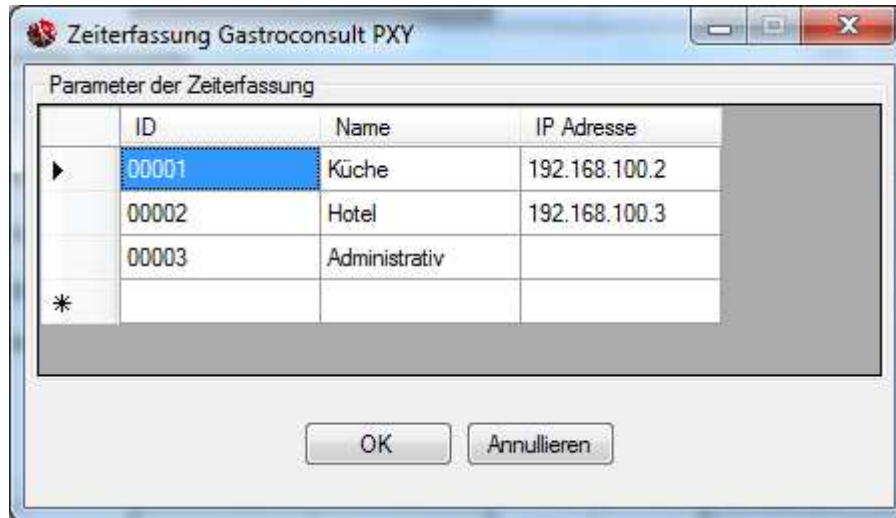 Zeiterfassung Gastroconsult PXY
Parameter der Zeiterfassung
ID Name IP Adresse
00001 Küche 192.168.100.2
00002 Hotel 192.168.100.3
00003 Administrativ
*
OK Annullieren